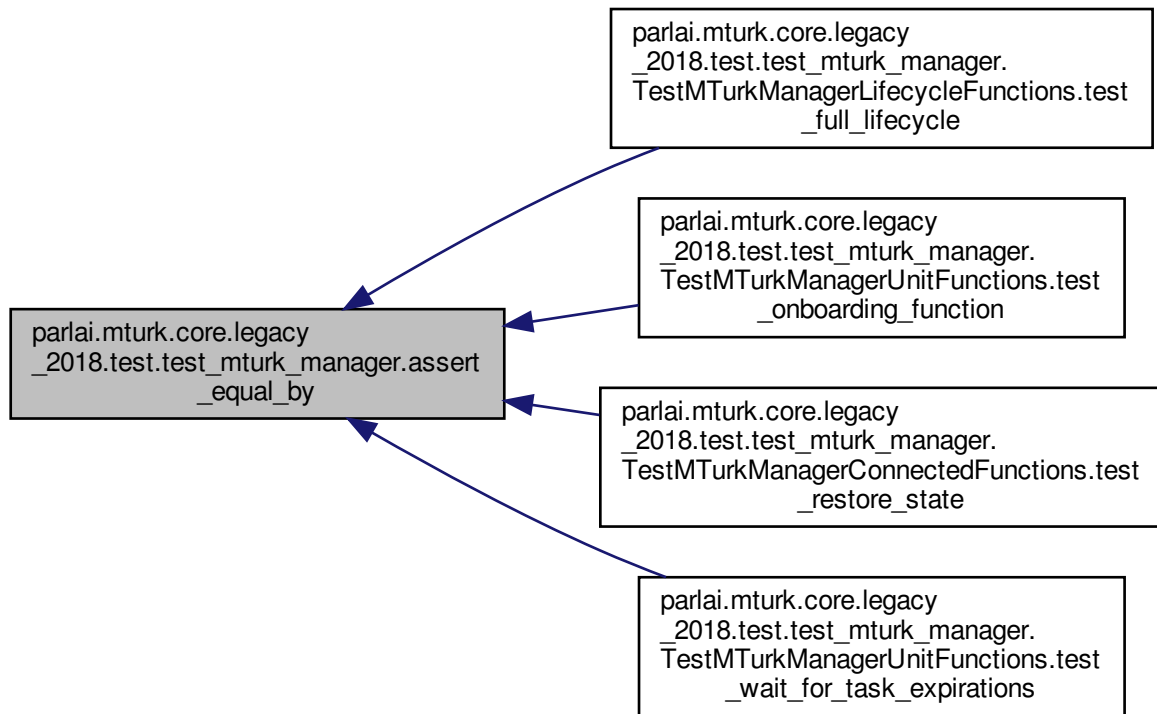 parlai.mturk.core.legacy
_2018.test.test_mturk_manager.
TestMTurkManagerLifecycleFunctions.test
_full_lifecycle
parlai.mturk.core.legacy
_2018.test.test_mturk_manager.
TestMTurkManagerUnitFunctions.test
_onboarding_function
parlai.mturk.core.legacy
_2018.test.test_mturk_manager.assert
_equal_by
parlai.mturk.core.legacy
_2018.test.test_mturk_manager.
TestMTurkManagerConnectedFunctions.test
_restore_state
parlai.mturk.core.legacy
_2018.test.test_mturk_manager.
TestMTurkManagerUnitFunctions.test
_wait_for_task_expirations